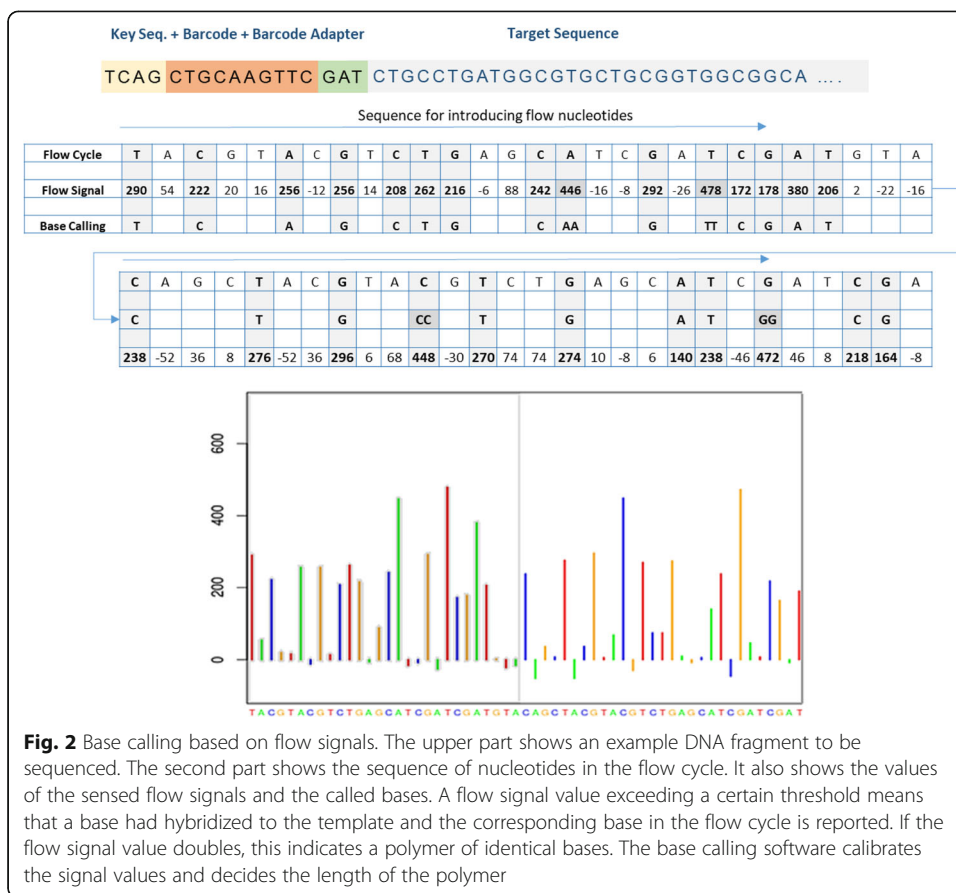 Key Seq. + Barcode + Barcode Adapter Target Sequence
TCAG CTGCAAGTTC GAT CTGCCTGATGGCGTGCTGCGGTGGCGGCA ....
Sequence for introducing flow nucleotides
Flow Cycle T A C G T A C G T C T G A G C A T C G A T C G A T G T A
Flow Signal 290 54 222 20 16 256 -12 256 14 208 262 216 -6 88 242 446 -16 -8 292 -26 478 172 178 380 206 2 -22 -16
Base Calling T C A G C T G C AA G TT C G A T
C A G C T A C G T A C G T C T G A G C A T C G A T C G A
C T G CC T G A T GG C G
238 -52 36 8 276 -52 36 296 6 68 448 -30 270 74 74 274 10 -8 6 140 238 -46 472 46 8 218 164 -8
600
400
200
0
TACGTACGTCTGAGCATCGATCGATGTACAGCTACGTACGTCTGAGCATCGATCGAT
Fig. 2 Base calling based on flow signals. The upper part shows an example DNA fragment to be
sequenced. The second part shows the sequence of nucleotides in the flow cycle. It also shows the values
of the sensed flow signals and the called bases. A flow signal value exceeding a certain threshold means
that a base had hybridized to the template and the corresponding base in the flow cycle is reported. If the
flow signal value doubles, this indicates a polymer of identical bases. The base calling software calibrates
the signal values and decides the length of the polymer